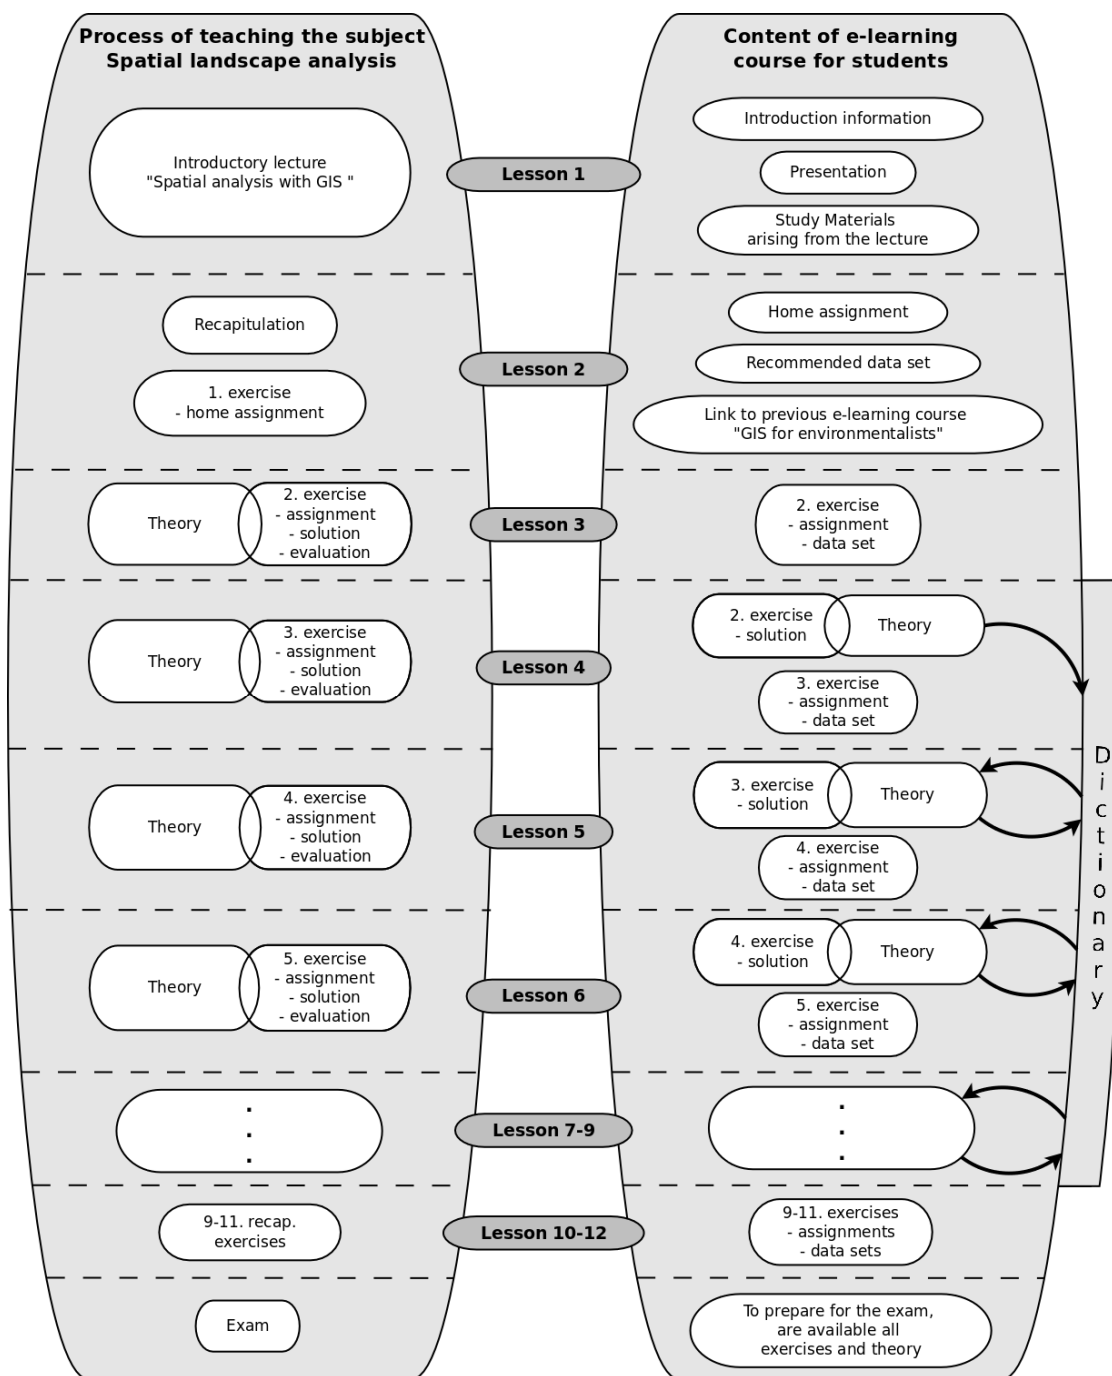 Process of teaching the subject
Spatial landscape analysis
Content of e-learning
course for students
Introductory lecture
"Spatial analysis with GIS "
Lesson 1
Introduction information
Presentation
Study Materials
arising from the lecture
Recapitulation
1. exercise
- home assignment
Lesson 2
Home assignment
Recommended data set
Link to previous e-learning course
"GIS for environmentalists"
Theory
2. exercise
- assignment
- solution
- evaluation
Lesson 3
2. exercise
- assignment
- data set
Theory
3. exercise
- assignment
- solution
- evaluation
Lesson 4
2. exercise
- solution
Theory
3. exercise
- assignment
- data set
Theory
4. exercise
- assignment
- solution
- evaluation
Lesson 5
3. exercise
- solution
Theory
4. exercise
- assignment
- data set
Theory
5. exercise
- assignment
- solution
- evaluation
Lesson 6
4. exercise
- solution
Theory
5. exercise
- assignment
- data set
Dictionary
.
.
.
Lesson 7-9
.
.
.
9-11. recap.
exercises
Lesson 10-12
9-11. exercises
- assignments
- data sets
Exam
To prepare for the exam,
are available all
exercises and theory